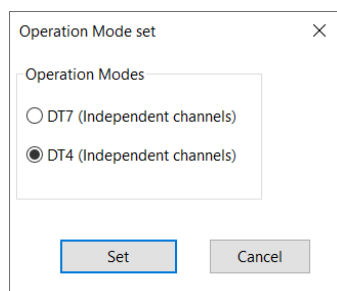 Operation Mode set
Operation Modes
DT7 (Independent channels)
DT4 (Independent channels)
Set Cancel